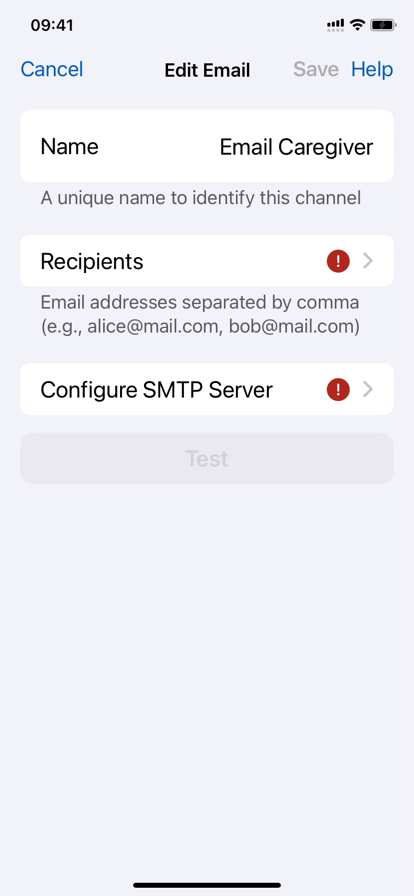 09:41
Cancel Edit Email Save Help
Name Email Caregiver
A unique name to identify this channel
Recipients
Email addresses separated by comma
(e.g., alice@mail.com, bob@mail.com)
Configure SMTP Server
Test